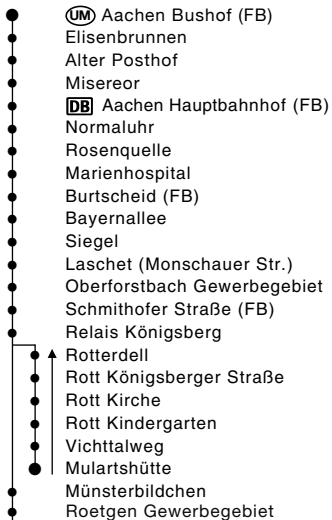 UM Aachen Bushof (FB)
Elisenbrunnen
Alter Posthof
Misereor
DB Aachen Hauptbahnhof (FB)
Normaluhr
Rosenquelle
Marienhospital
Burtscheid (FB)
Bayernallee
Siegel
Laschet (Monschauer Str.)
Oberforstbach Gewerbegebiet
Schmithofer Straße (FB)
Relais Königsberg
Rotterdell
Rott Königsberger Straße
Rott Kirche
Rott Kindergarten
Vichttalweg
Mulartshütte
Münsterbildchen
Roetgen Gewerbegebiet